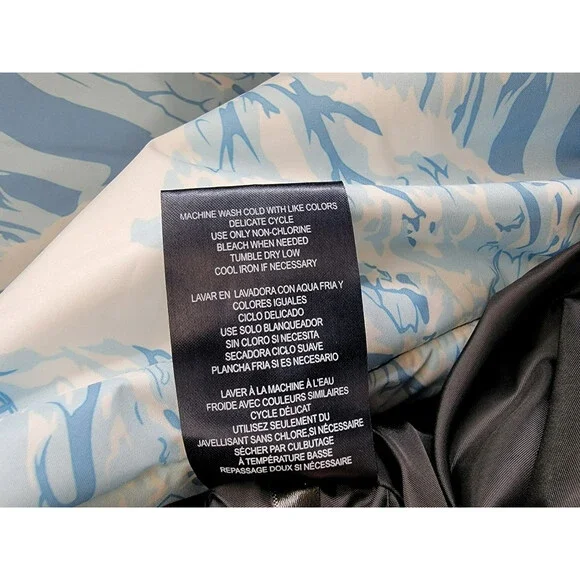 MACHINE WASH COLD WITH LIKE COLORS
DELICATE CYCLE
USE ONLY NON-CHLORINE
BLEACH WHEN NEEDED
TUMBLE DRY LOW
COOL IRON IF NECESSARY
LAVAR EN LAVADORA CON AQUA FRIA Y
COLORES IGUALES
CICLO DELICADO
USE SOLO BLANQUEADOR
SIN CLORO SI NECESITA
SECADORA CICLO SUAVE
PLANCHA FRIA SI ES NECESARIO
LAVER À LA MACHINE À L'EAU
FROIDE AVEC COULEURS SIMILAIRES
CYCLE DÉLICAT
UTILISEZ SEULEMENT DU
JAVELLISANT SANS CHLORE,SI NÉCESSAIRE
SÉCHER PAR CULBUTAGE
À TEMPÉRATURE BASSE
REPASSAGE DOUX SI NÉCESSAIRE